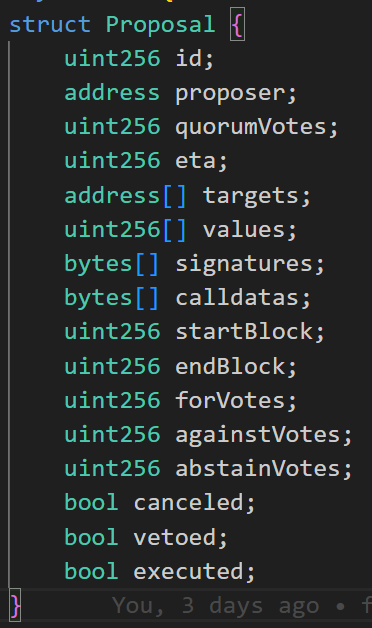 struct Proposal {
uint256 id;
address proposer;
uint256 quorumVotes;
uint256 eta;
address[] targets;
uint256[] values;
bytes[] signatures;
bytes[] calldatas;
uint256 startBlock;
uint256 endBlock;
uint256 forVotes;
uint256 againstVotes;
uint256 abstainVotes;
bool canceled;
bool vetoed;
bool executed;
} You, 3 days ago •